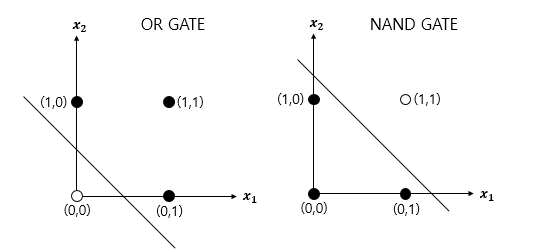 x₂ OR GATE
(1,0) (1,1)
x₁
(0,0) (0,1)
x₂ NAND GATE
(1,0) (1,1)
x₁
(0,0) (0,1)